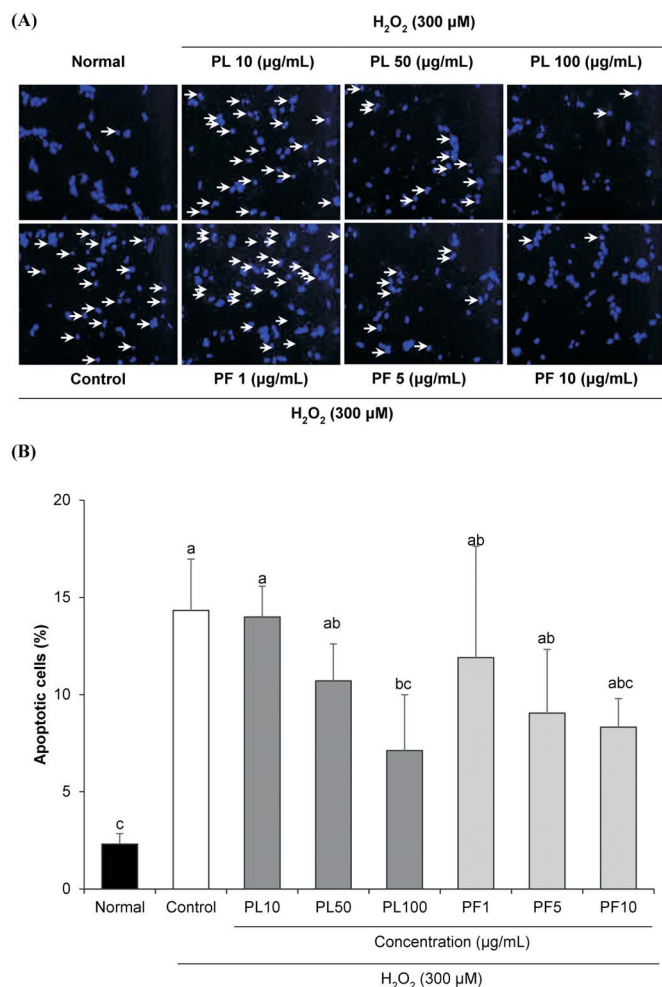 (A)
H₂O₂ (300 µM)
Normal PL 10 (µg/mL) PL 50 (µg/mL) PL 100 (µg/mL)
Control PF 1 (µg/mL) PF 5 (µg/mL) PF 10 (µg/mL)
H₂O₂ (300 µM)
(B)
Apoptotic cells (%)
20
15
10
5
0
c
a
a
ab
bc
ab
ab
abc
Normal Control PL10 PL50 PL100 PF1 PF5 PF10
Concentration (µg/mL)
H₂O₂ (300 µM)